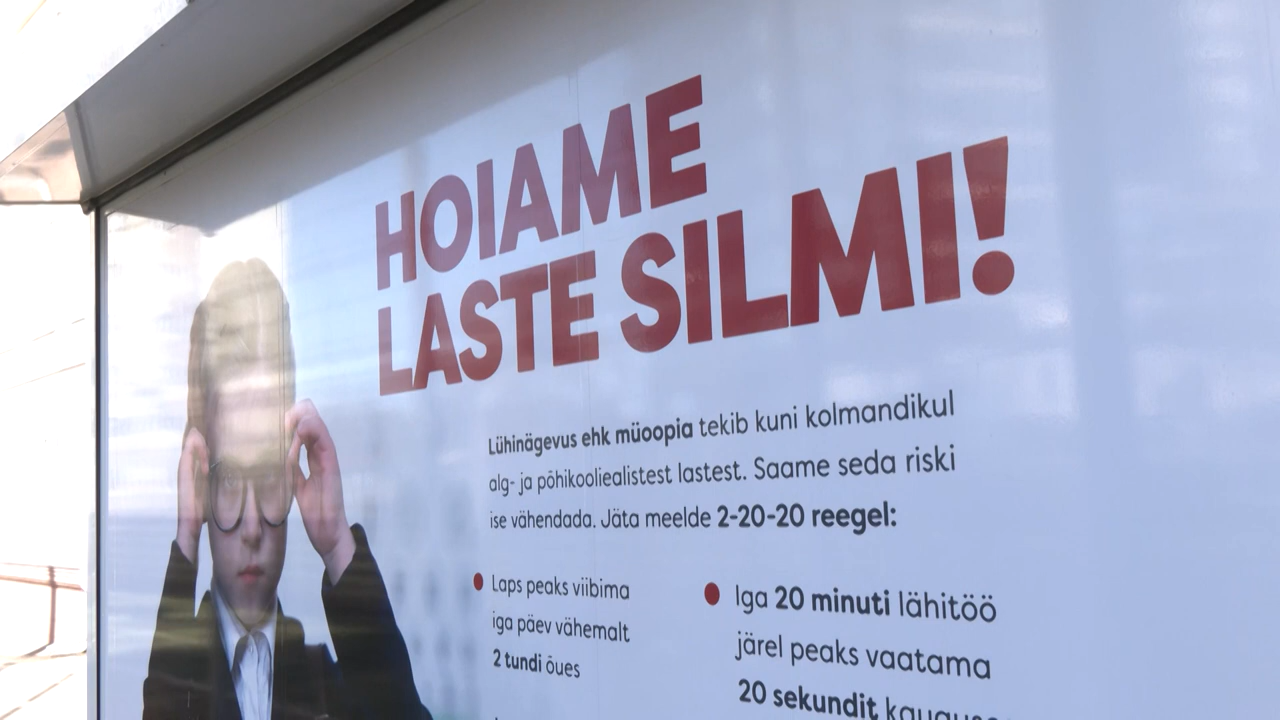 HOIAME
LASTE SILMI!
Lühinägevus ehk müoopia tekib kuni kolmandikul
alg- ja põhikooliealistest lastest. Saame seda riski
ise vähendada. Jäta meelde 2-20-20 reegel:
Laps peaks viibima
iga päev vähemalt
2 tundi õues
Iga 20 minuti lähitöö
järel peaks vaatama
20 sekundit